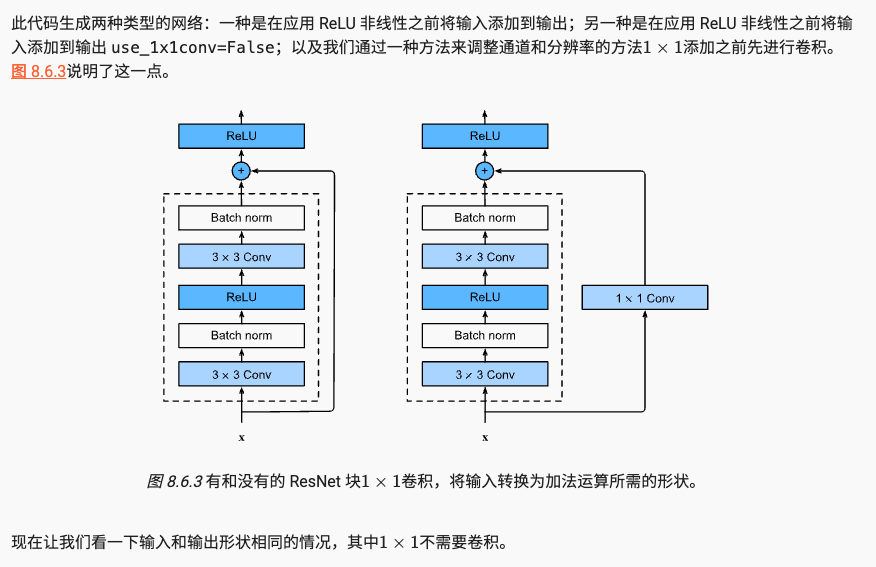 此代码生成两种类型的网络：一种是在应用 ReLU 非线性之前将输入添加到输出；另一种是在应用 ReLU 非线性之前将输
入添加到输出 use_1x1conv=False；以及我们通过一种方法来调整通道和分辨率的方法1 × 1添加之前先进行卷积。
图 8.6.3说明了这一点。
ReLU
+
Batch norm
3 × 3 Conv
ReLU
Batch norm
3 × 3 Conv
x
ReLU
+
Batch norm
3 × 3 Conv
ReLU
Batch norm
3 × 3 Conv
x
1 × 1 Conv
图 8.6.3 有和没有的 ResNet 块1 × 1卷积，将输入转换为加法运算所需的形状。
现在让我们看一下输入和输出形状相同的情况，其中1 × 1不需要卷积。